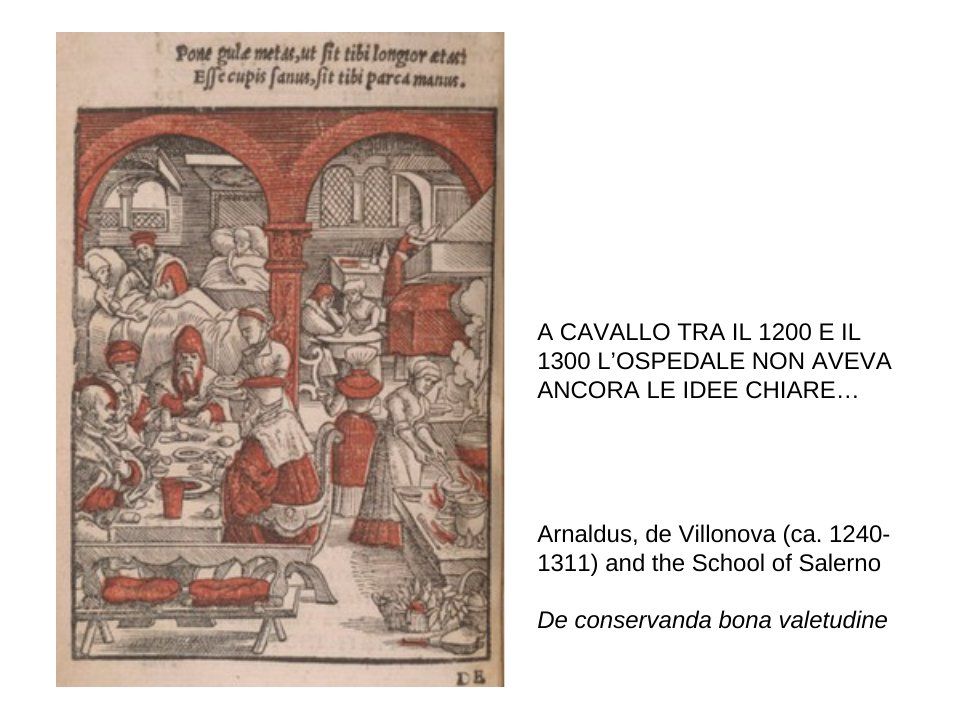 Pone gulæ metas, ut ſit tibi longior ætas:
Eſſe cupis ſanus, ſit tibi parca manus.
DE
A CAVALLO TRA IL 1200 E IL
1300 L’OSPEDALE NON AVEVA
ANCORA LE IDEE CHIARE…
Arnaldus, de Villonova (ca. 1240-
1311) and the School of Salerno
De conservanda bona valetudine